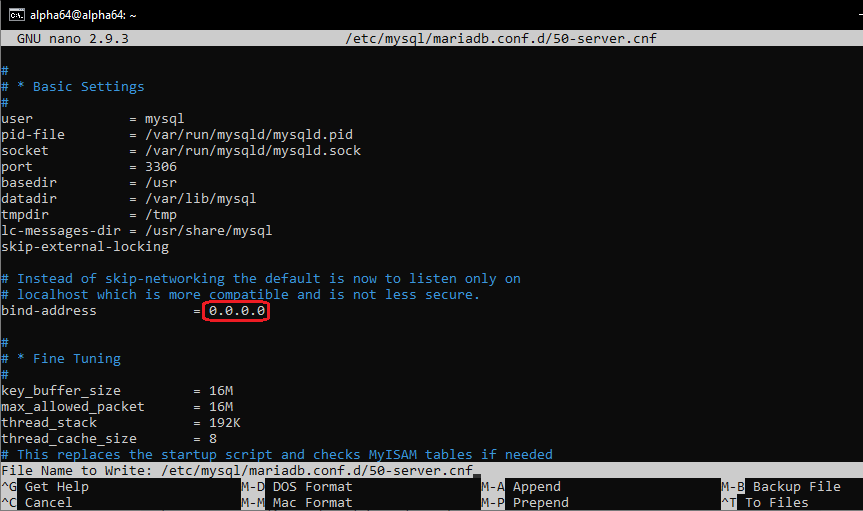 alpha64@alpha64: ~
GNU nano 2.9.3 /etc/mysql/mariadb.conf.d/50-server.cnf
#
# * Basic Settings
#
user = mysql
pid-file = /var/run/mysqld/mysqld.pid
socket = /var/run/mysqld/mysqld.sock
port = 3306
basedir = /usr
datadir = /var/lib/mysql
tmpdir = /tmp
lc-messages-dir = /usr/share/mysql
skip-external-locking
# Instead of skip-networking the default is now to listen only on
# localhost which is more compatible and is not less secure.
bind-address = 0.0.0.0
#
# * Fine Tuning
#
key_buffer_size = 16M
max_allowed_packet = 16M
thread_stack = 192K
thread_cache_size = 8
# This replaces the startup script and checks MyISAM tables if needed
File Name to Write: /etc/mysql/mariadb.conf.d/50-server.cnf
^G Get Help M-D DOS Format M-A Append M-B Backup File
^C Cancel M-M Mac Format M-P Prepend ^T To Files